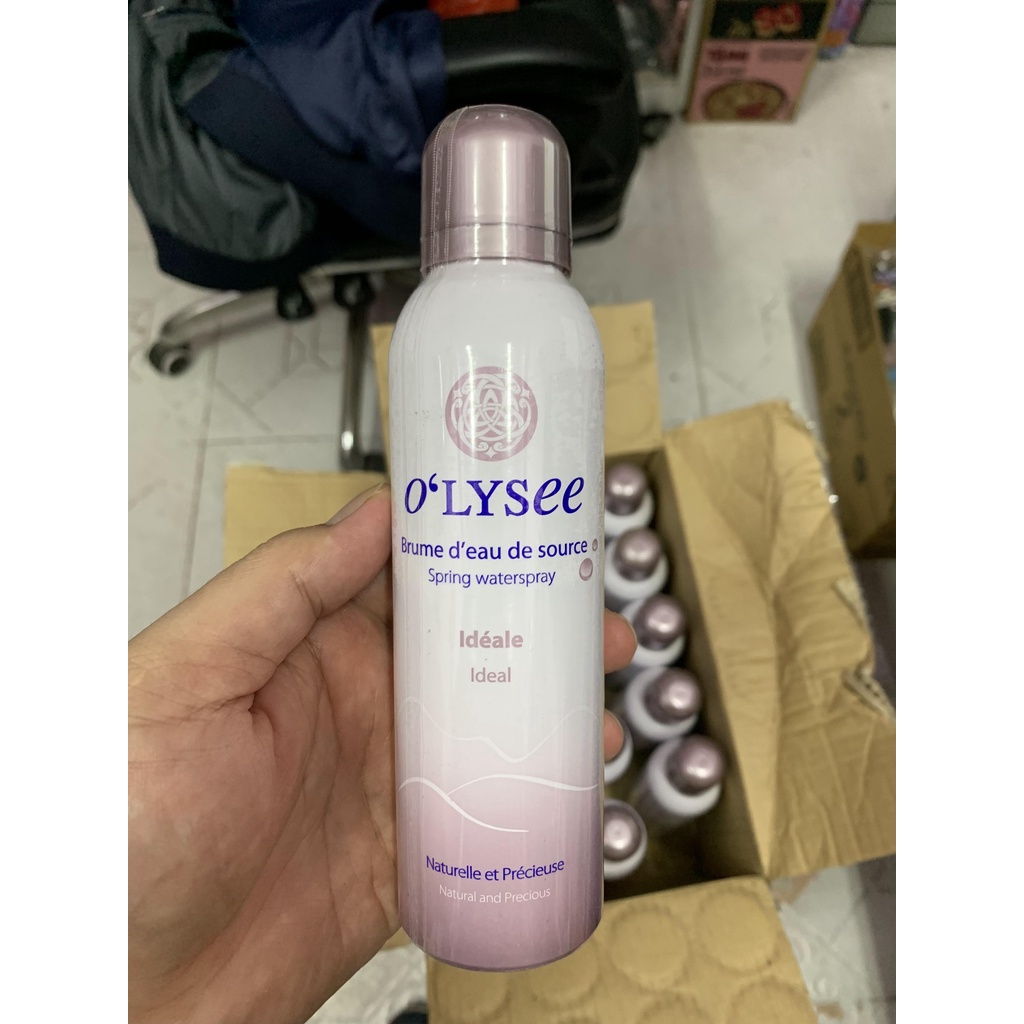 O'LYSee
Brume d'eau de source
Spring waterspray
Idéale
Ideal
Naturelle et Précieuse
Natural and Precious